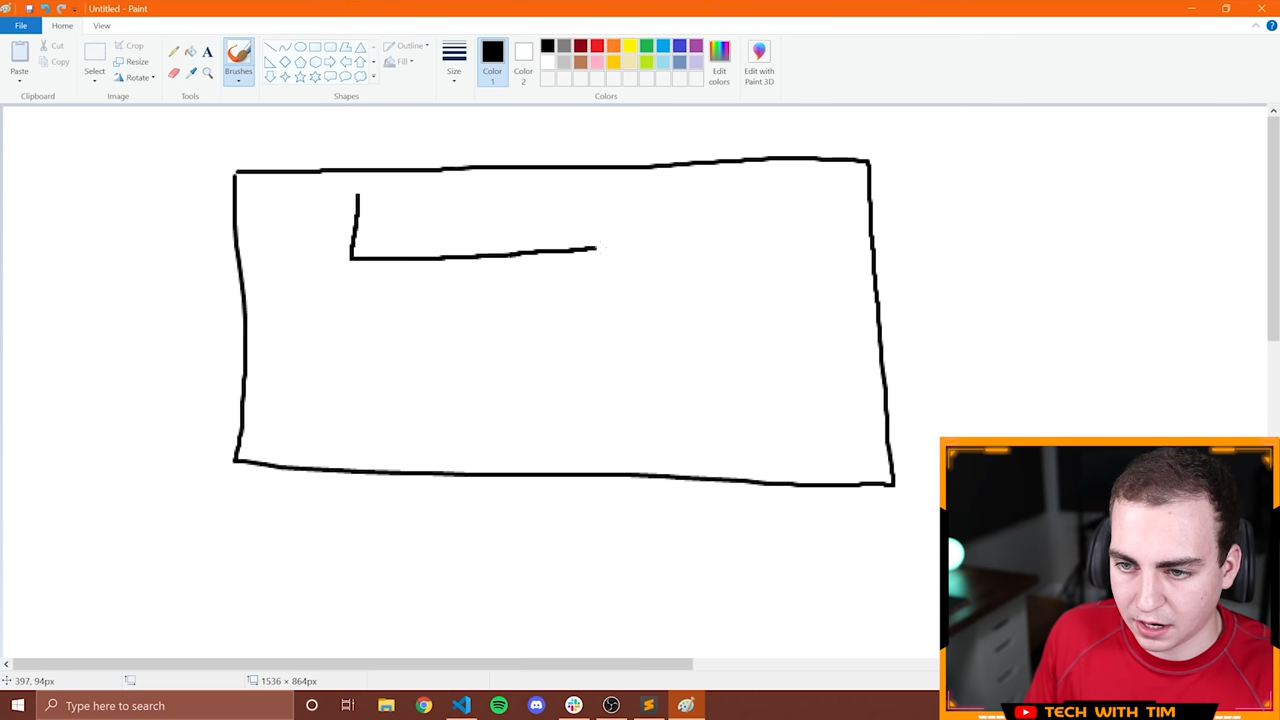 Untitled - Paint
File Home View
Paste
Cut
Copy
Clipboard
Select
Crop
Resize
Rotate
Image
A
Tools
Brushes
Outline
Fill
Shapes
Size
Color
1
Color
2
Edit
colors
Edit with
Paint 3D
Colors
397, 94px
1536 × 864px
Type here to search
TECH WITH TIM